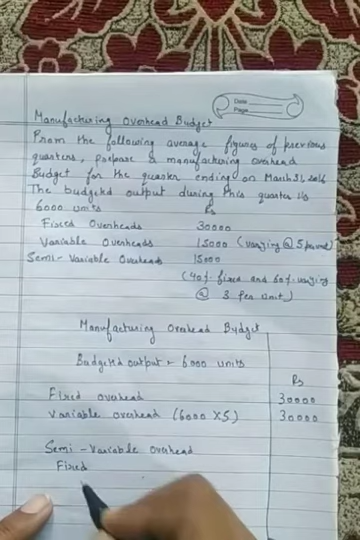 Date
Page
Manufacturing Overhead Budget
From the following average figures of previous
quarters, prepare a manufacturing overhead
Budget for the quarter ending on March 31, 2016
The budgeted output during this quarter is
6000 units Rs
Fixed Overheads 30000
Variable Overheads 15000 (varying @ 5 per unit)
Semi-Variable Overheads 15000
(40% fixed and 60% varying
@ 3 per unit)
Manufacturing Overhead Budget
Budgeted output - 6000 units
Rs
Fixed overhead 30000
Variable overhead (6000 X 5) 30000
Semi-Variable overhead
Fixed